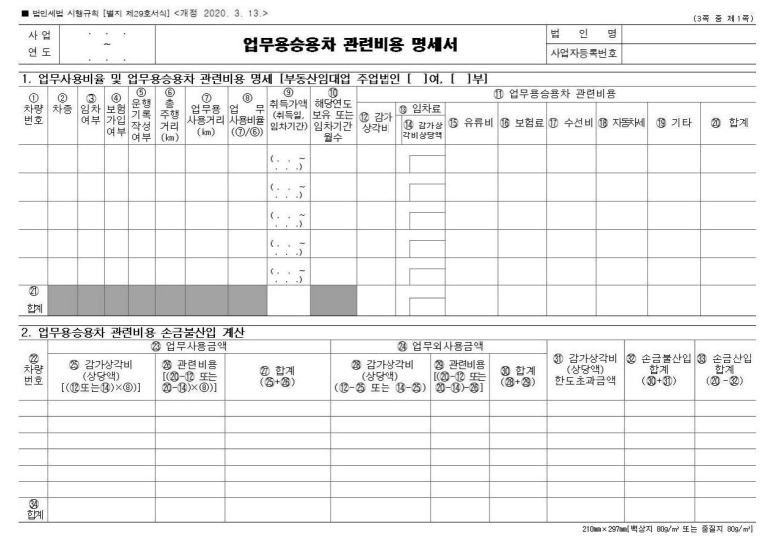 ■ 법인세법 시행규칙 [별지 제29호서식] <개정 2020. 3. 13.>
(3쪽 중 제1쪽)
사 업
연 도
. . .
~
. . .
업무용승용차 관련비용 명세서
법 인 명
사업자등록번호
1. 업무사용비율 및 업무용승용차 관련비용 명세 [부동산임대업 주업법인 [ ]여, [ ]부]
① 차량 번호
② 차종
③ 임차 여부
④ 보험 가입 여부
⑤ 운행 기록 작성 여부
⑥ 총 주행 거리 (㎞)
⑦ 업무용 사용거리 (㎞)
⑧ 업 무 사용비율 (⑦/⑥)
⑨ 취득가액 (취득일, 임차기간)
⑩ 해당연도 보유 또는 임차기간 월수
⑪ 업무용승용차 관련비용
⑫ 감가상각비
⑬ 임차료
⑭ 감가상각비상당액
⑮ 유류비
⑯ 보험료
⑰ 수선비
⑱ 자동차세
⑲ 기타
⑳ 합계
(. . ~
. . .)
(. . ~
. . .)
(. . ~
. . .)
(. . ~
. . .)
(. . ~
. . .)
㉑
합계
2. 업무용승용차 관련비용 손금불산입 계산
㉒ 차량 번호
㉓ 업무사용금액
㉔ 업무외사용금액
㉕ 감가상각비 (상당액) [(⑫또는⑭)×⑧)]
㉖ 관련비용 [(⑳-⑫ 또는 ⑳-⑭)×⑧)]
㉗ 합계 (㉕+㉖)
㉘ 감가상각비 (상당액) (⑫-㉕ 또는 ⑭-㉕)
㉙ 관련비용 [(⑳-⑫ 또는 ⑳-⑭)-㉖]
㉚ 합계 (㉘+㉙)
㉛ 감가상각비 (상당액) 한도초과금액
㉜ 손금불산입 합계 (㉚+㉛)
㉝ 손금산입 합계 (⑳-㉜)
㉞
합계
210㎜×297㎜[백상지 80g/㎡ 또는 중질지 80g/㎡]